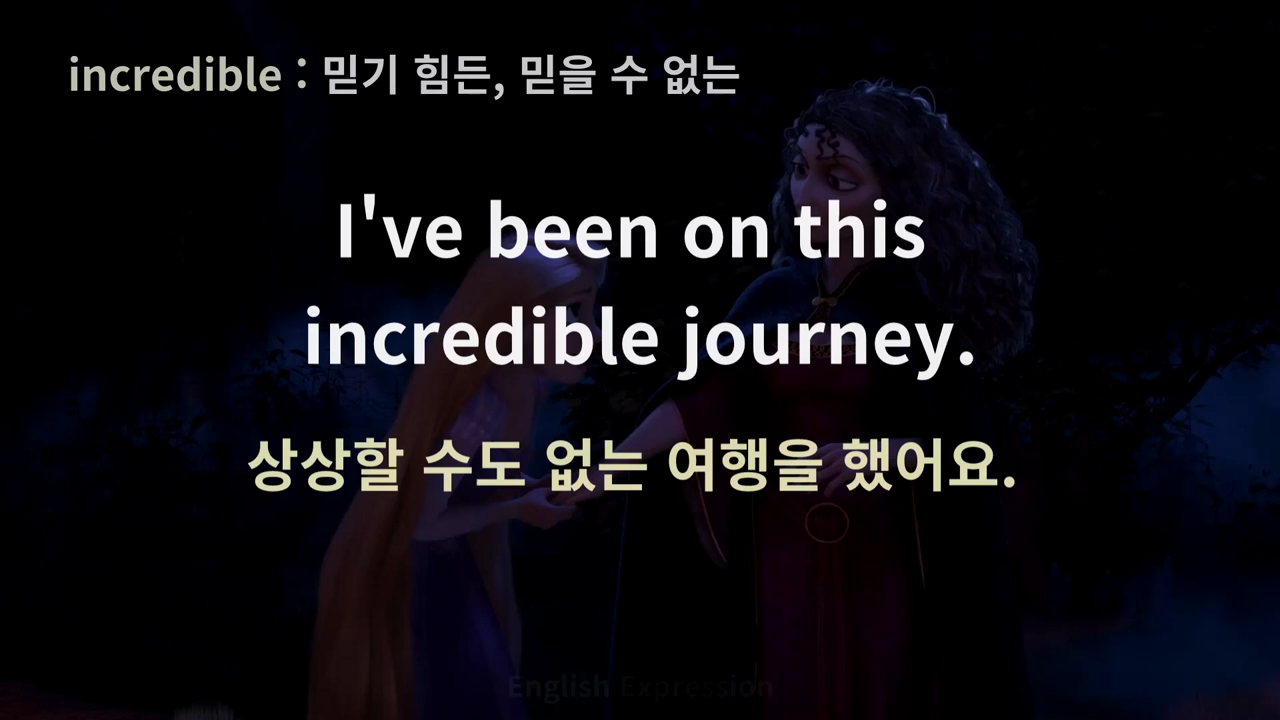 incredible : 믿기 힘든, 믿을 수 없는
I've been on this
incredible journey.
상상할 수도 없는 여행을 했어요.
English Expression